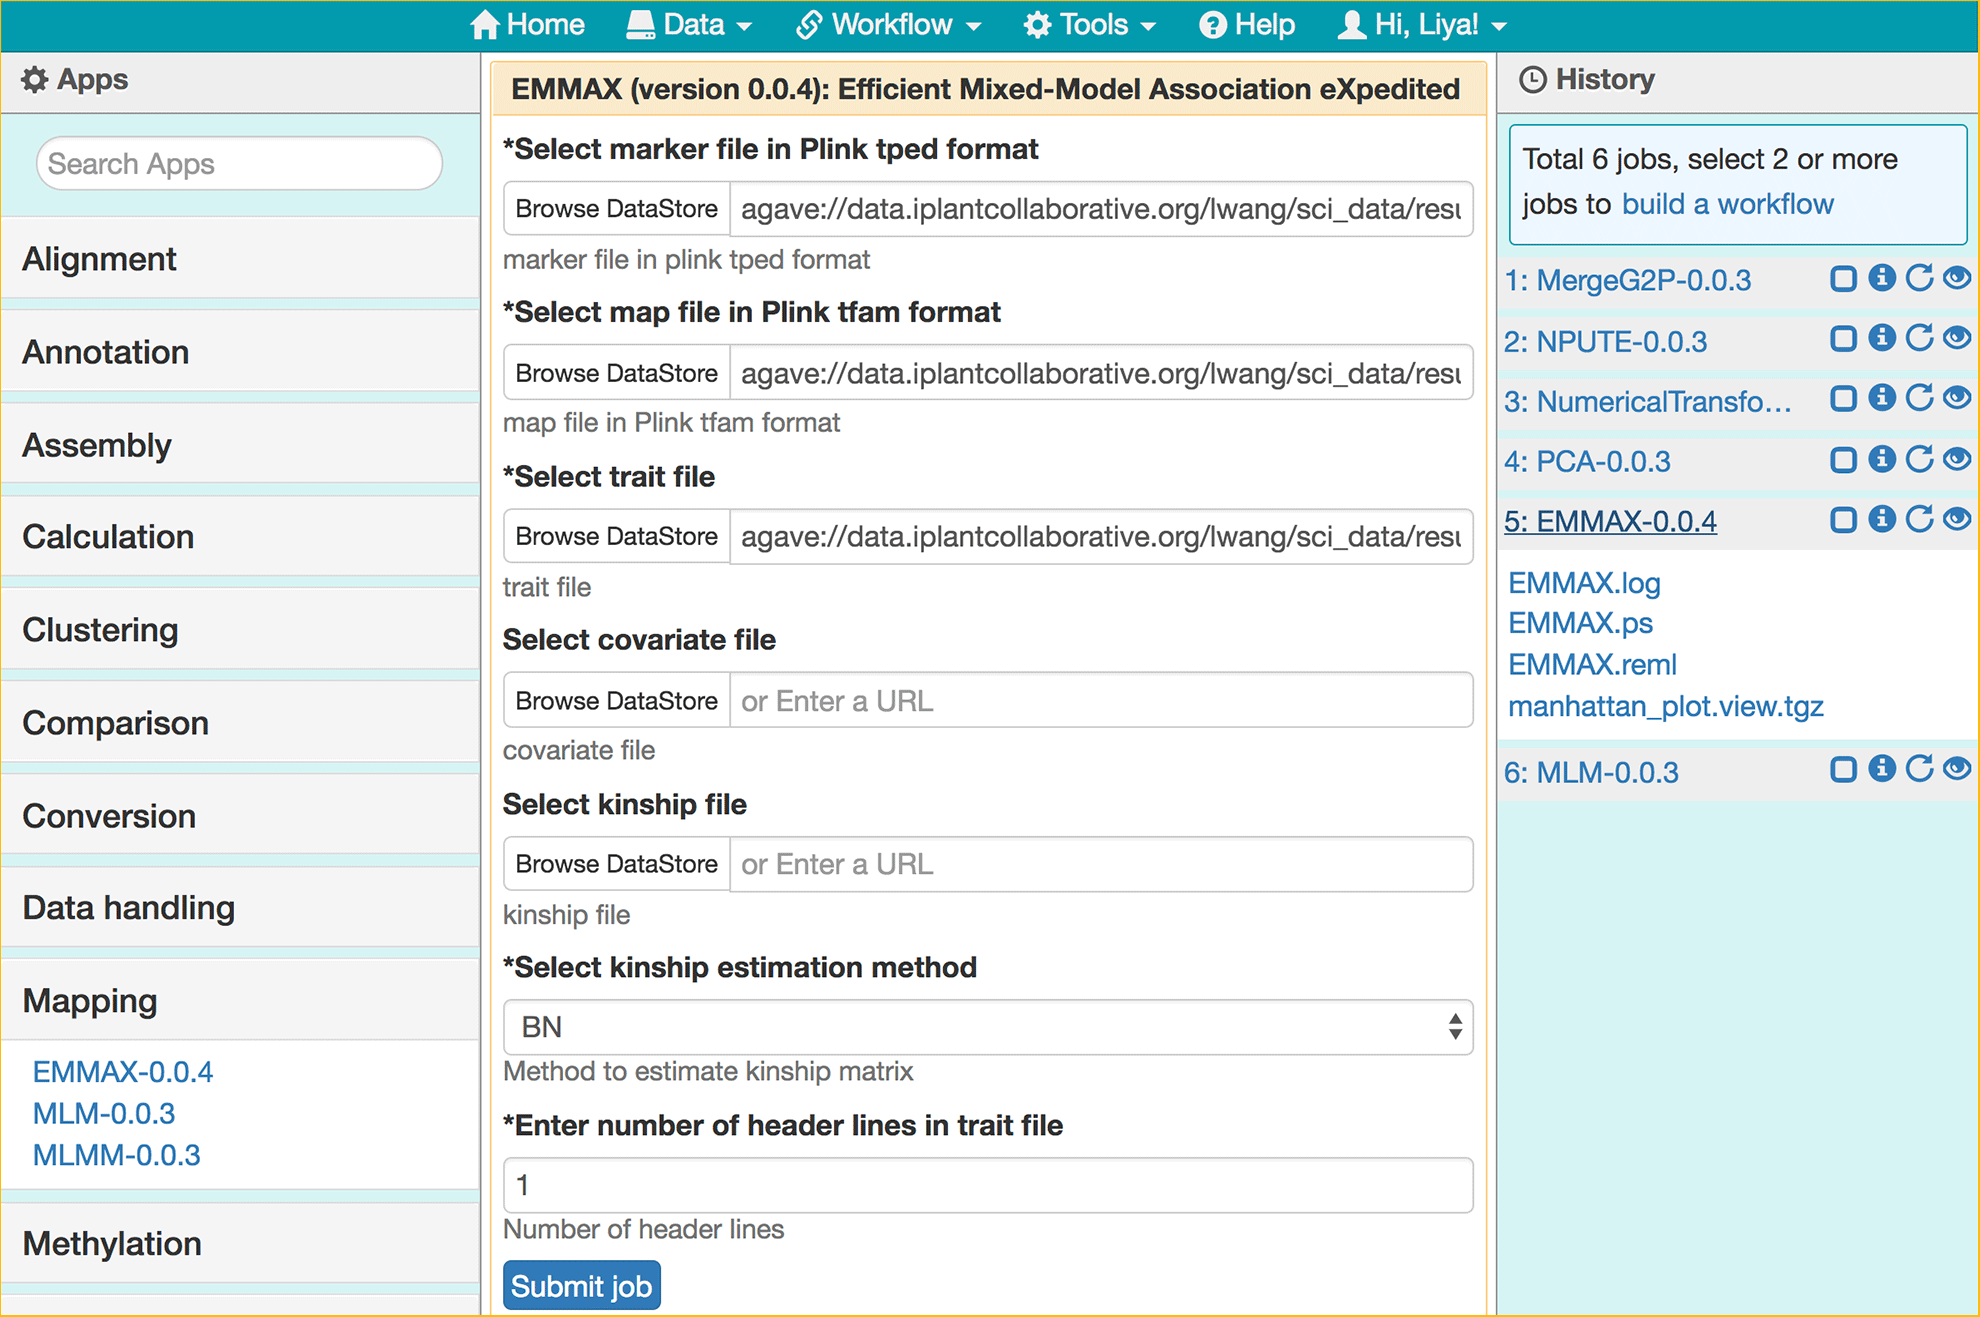 Home Data Workflow Tools Help Hi, Liya!
Apps
Search Apps
Alignment
Annotation
Assembly
Calculation
Clustering
Comparison
Conversion
Data handling
Mapping
EMMAX-0.0.4
MLM-0.0.3
MLMM-0.0.3
Methylation
EMMAX (version 0.0.4): Efficient Mixed-Model Association eXpedited
*Select marker file in Plink tped format
Browse DataStore agave://data.iplantcollaborative.org/lwang/sci_data/resu
marker file in plink tped format
*Select map file in Plink tfam format
Browse DataStore agave://data.iplantcollaborative.org/lwang/sci_data/resu
map file in Plink tfam format
*Select trait file
Browse DataStore agave://data.iplantcollaborative.org/lwang/sci_data/resu
trait file
Select covariate file
Browse DataStore or Enter a URL
covariate file
Select kinship file
Browse DataStore or Enter a URL
kinship file
*Select kinship estimation method
BN
Method to estimate kinship matrix
*Enter number of header lines in trait file
1
Number of header lines
Submit job
History
Total 6 jobs, select 2 or more
jobs to build a workflow
1: MergeG2P-0.0.3
2: NPUTE-0.0.3
3: NumericalTransfo...
4: PCA-0.0.3
5: EMMAX-0.0.4
EMMAX.log
EMMAX.ps
EMMAX.reml
manhattan_plot.view.tgz
6: MLM-0.0.3